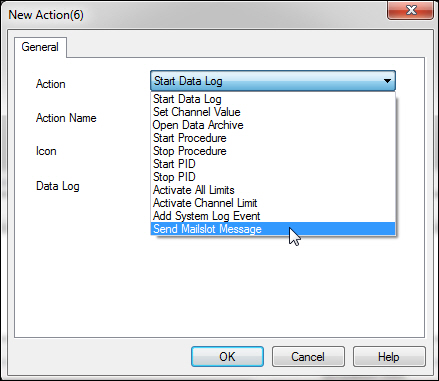 New Action(6)
General
Action
Start Data Log
Start Data Log
Set Channel Value
Open Data Archive
Start Procedure
Stop Procedure
Start PID
Stop PID
Activate All Limits
Activate Channel Limit
Add System Log Event
Send Mailslot Message
Action Name
Icon
Data Log
OK
Cancel
Help